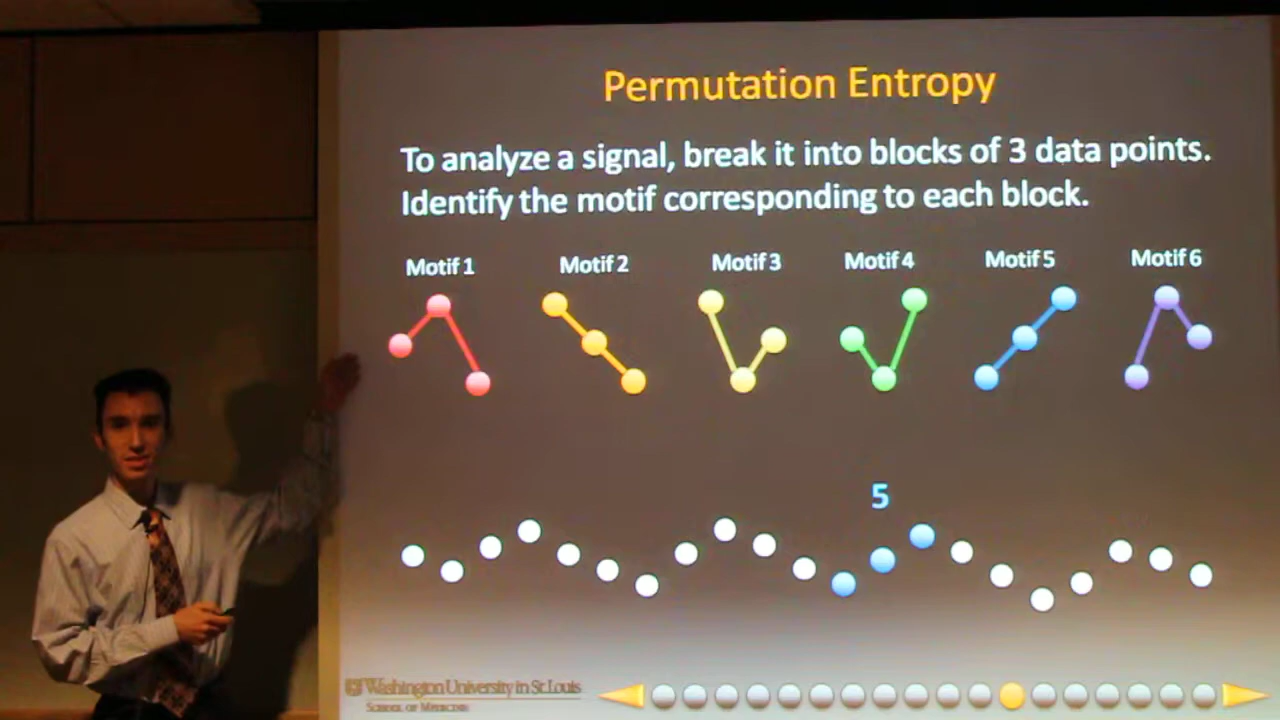 Permutation Entropy
To analyze a signal, break it into blocks of 3 data points.
Identify the motif corresponding to each block.
Motif 1 Motif 2 Motif 3 Motif 4 Motif 5 Motif 6
5
Washington University in St. Louis
School of Medicine